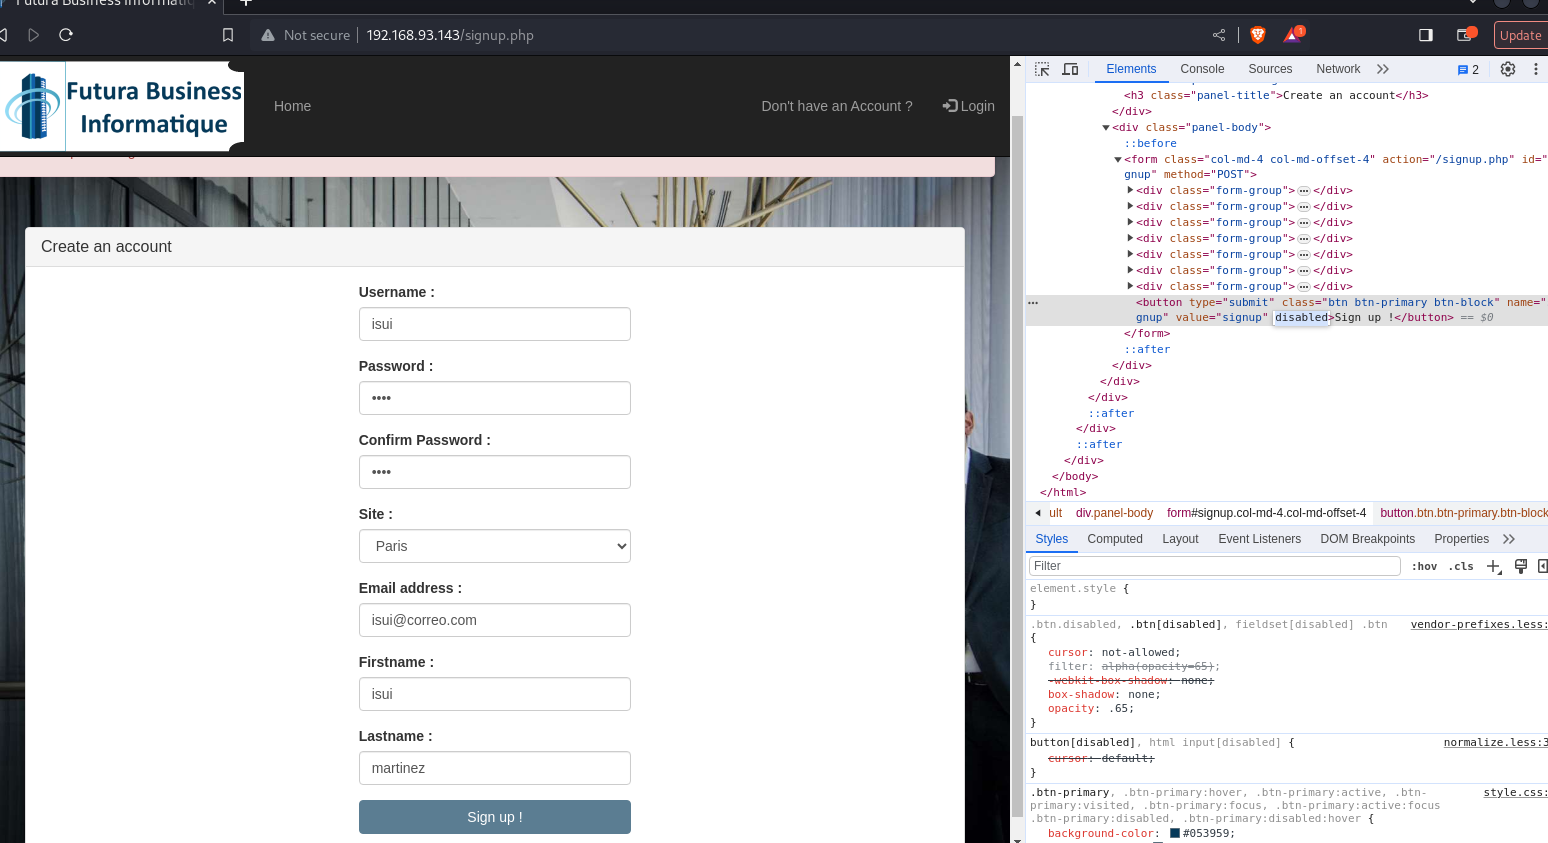 Futura Business Informatiq
Not secure
192.168.93.143/signup.php
1
Update
Futura Business
Informatique
Home
Don't have an Account ?
Login
Create an account
Username :
isui
Password :
••••
Confirm Password :
••••
Site :
Paris
Email address :
isui@correo.com
Firstname :
isui
Lastname :
martinez
Sign up !
Elements
Console
Sources
Network
2
<h3 class="panel-title">Create an account</h3>
</div>
<div class="panel-body">
::before
<form class="col-md-4 col-md-offset-4" action="/signup.php" id="
gnup" method="POST">
<div class="form-group"> ••• </div>
<div class="form-group"> ••• </div>
<div class="form-group"> ••• </div>
<div class="form-group"> ••• </div>
<div class="form-group"> ••• </div>
<div class="form-group"> ••• </div>
<div class="form-group"> ••• </div>
<button type="submit" class="btn btn-primary btn-block" name="
gnup" value="signup" disabled>Sign up !</button> == $0
</form>
::after
</div>
</div>
</div>
::after
</div>
::after
</div>
</body>
</html>
ult div.panel-body form#signup.col-md-4.col-md-offset-4 button.btn.btn-primary.btn-block
Styles
Computed
Layout
Event Listeners
DOM Breakpoints
Properties
Filter
:hov .cls
element.style {
}
.btn.disabled, .btn[disabled], fieldset[disabled] .btn vendor-prefixes.less:
{
cursor: not-allowed;
filter: alpha(opacity=65);
-webkit-box-shadow: none;
box-shadow: none;
opacity: .65;
}
button[disabled], html input[disabled] { normalize.less:3
cursor: default;
}
.btn-primary, .btn-primary:hover, .btn-primary:active, .btn- style.css:
primary:visited, .btn-primary:focus, .btn-primary:active:focus
.btn-primary:disabled, .btn-primary:disabled:hover {
background-color: #053959;